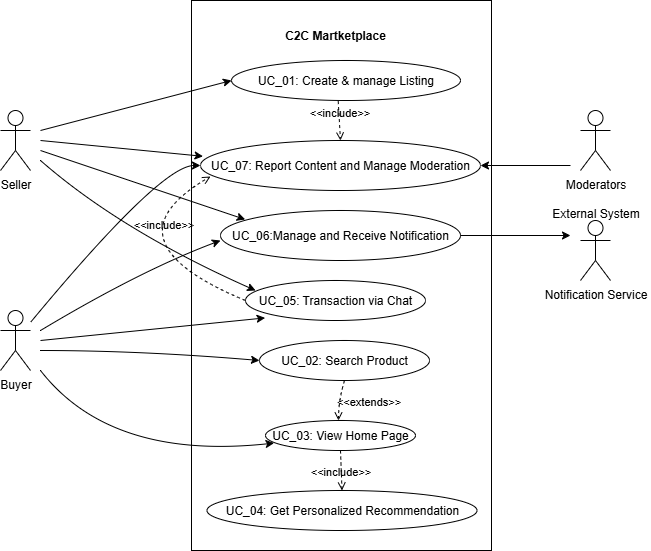 C2C Martketplace
UC_01: Create & manage Listing
<<include>>
UC_07: Report Content and Manage Moderation
Seller
Moderators
External System
<<include>>
UC_06:Manage and Receive Notification
Notification Service
UC_05: Transaction via Chat
UC_02: Search Product
Buyer
<<extends>>
UC_03: View Home Page
<<include>>
UC_04: Get Personalized Recommendation